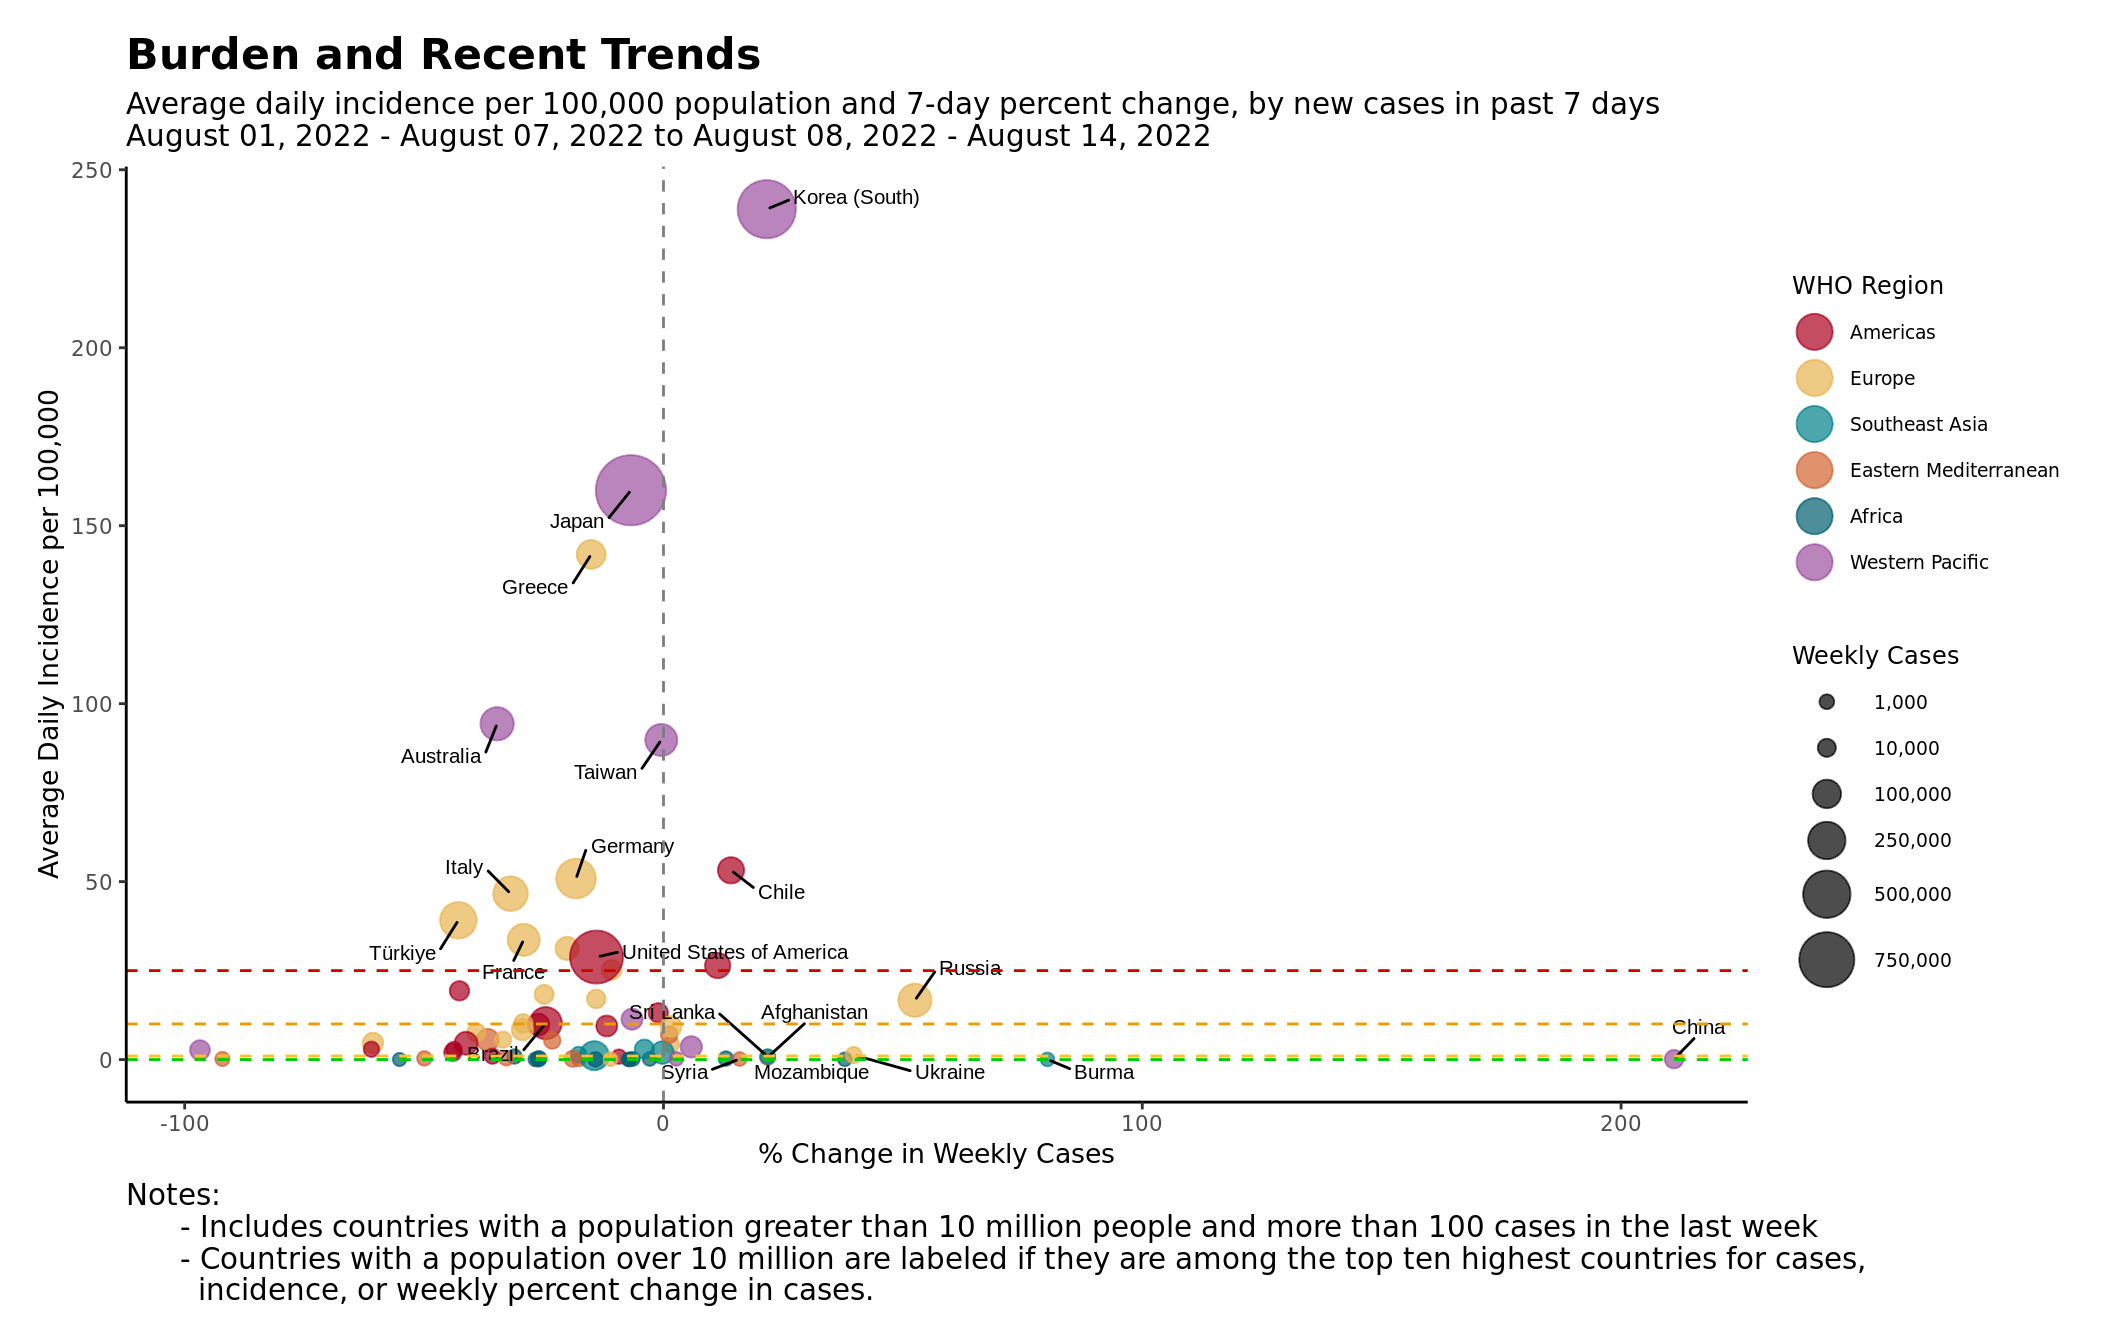 Burden and Recent Trends
Average daily incidence per 100,000 population and 7-day percent change, by new cases in past 7 days
August 01, 2022 - August 07, 2022 to August 08, 2022 - August 14, 2022
250
200
150
100
50
0
Average Daily Incidence per 100,000
Korea (South)
Japan
Greece
Australia
Taiwan
Germany
Italy
Chile
Türkiye
United States of America
France
Russia
Sri Lanka
Afghanistan
China
Brazil
Syria
Mozambique
Ukraine
Burma
-100
0
100
200
% Change in Weekly Cases
WHO Region
Americas
Europe
Southeast Asia
Eastern Mediterranean
Africa
Western Pacific
Weekly Cases
1,000
10,000
100,000
250,000
500,000
750,000
Notes:
- Includes countries with a population greater than 10 million people and more than 100 cases in the last week
- Countries with a population over 10 million are labeled if they are among the top ten highest countries for cases,
incidence, or weekly percent change in cases.